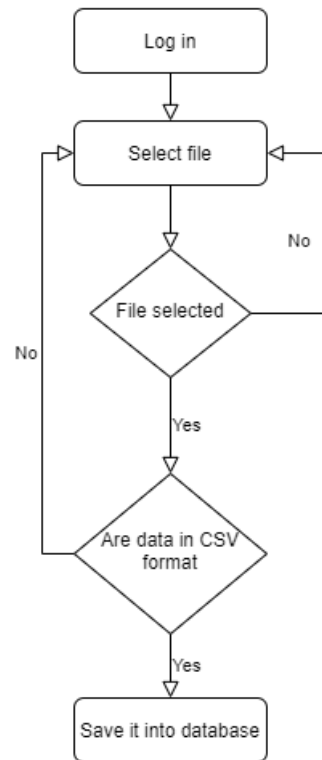 Log in
Select file
No
File selected
No
Yes
Are data in CSV
format
Yes
Save it into database